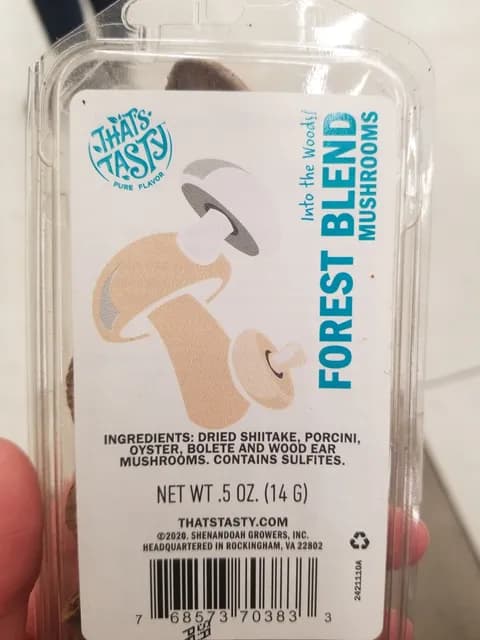 THAT'S
TASTY
PURE FLAVOR
Into the Woods!
FOREST BLEND
MUSHROOMS
INGREDIENTS: DRIED SHIITAKE, PORCINI,
OYSTER, BOLETE AND WOOD EAR
MUSHROOMS. CONTAINS SULFITES.
NET WT .5 OZ. (14 G)
THATSTASTY.COM
©2020. SHENANDOAH GROWERS, INC.
HEADQUARTERED IN ROCKINGHAM, VA 22802
2421110A
7 68573 70383 3